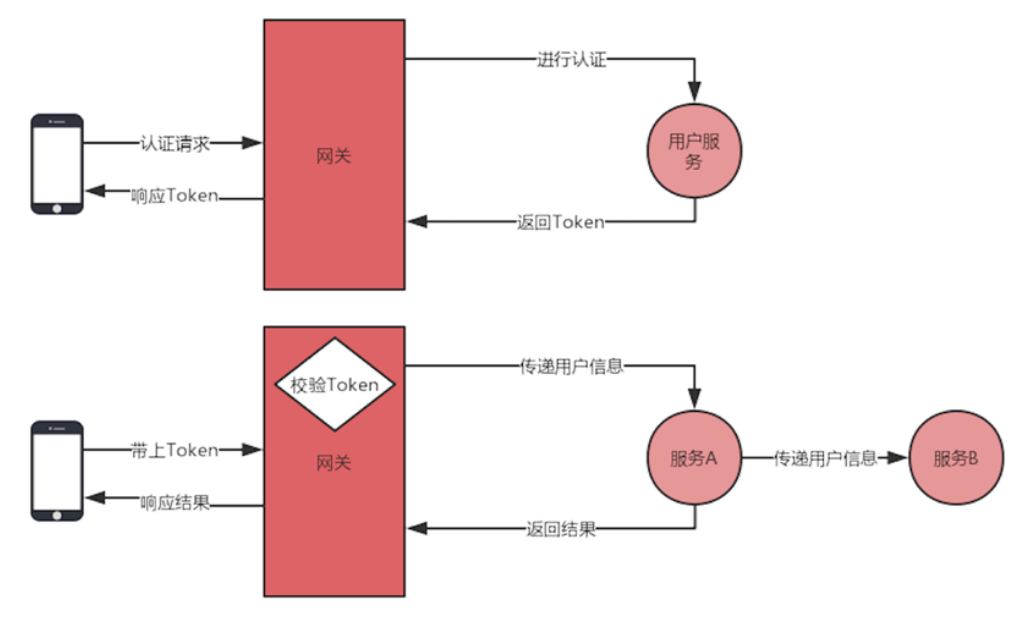 进行认证
认证请求
网关
用户服
务
响应Token
返回Token
校验Token
传递用户信息
带上Token
网关
服务A
传递用户信息
服务B
响应结果
返回结果